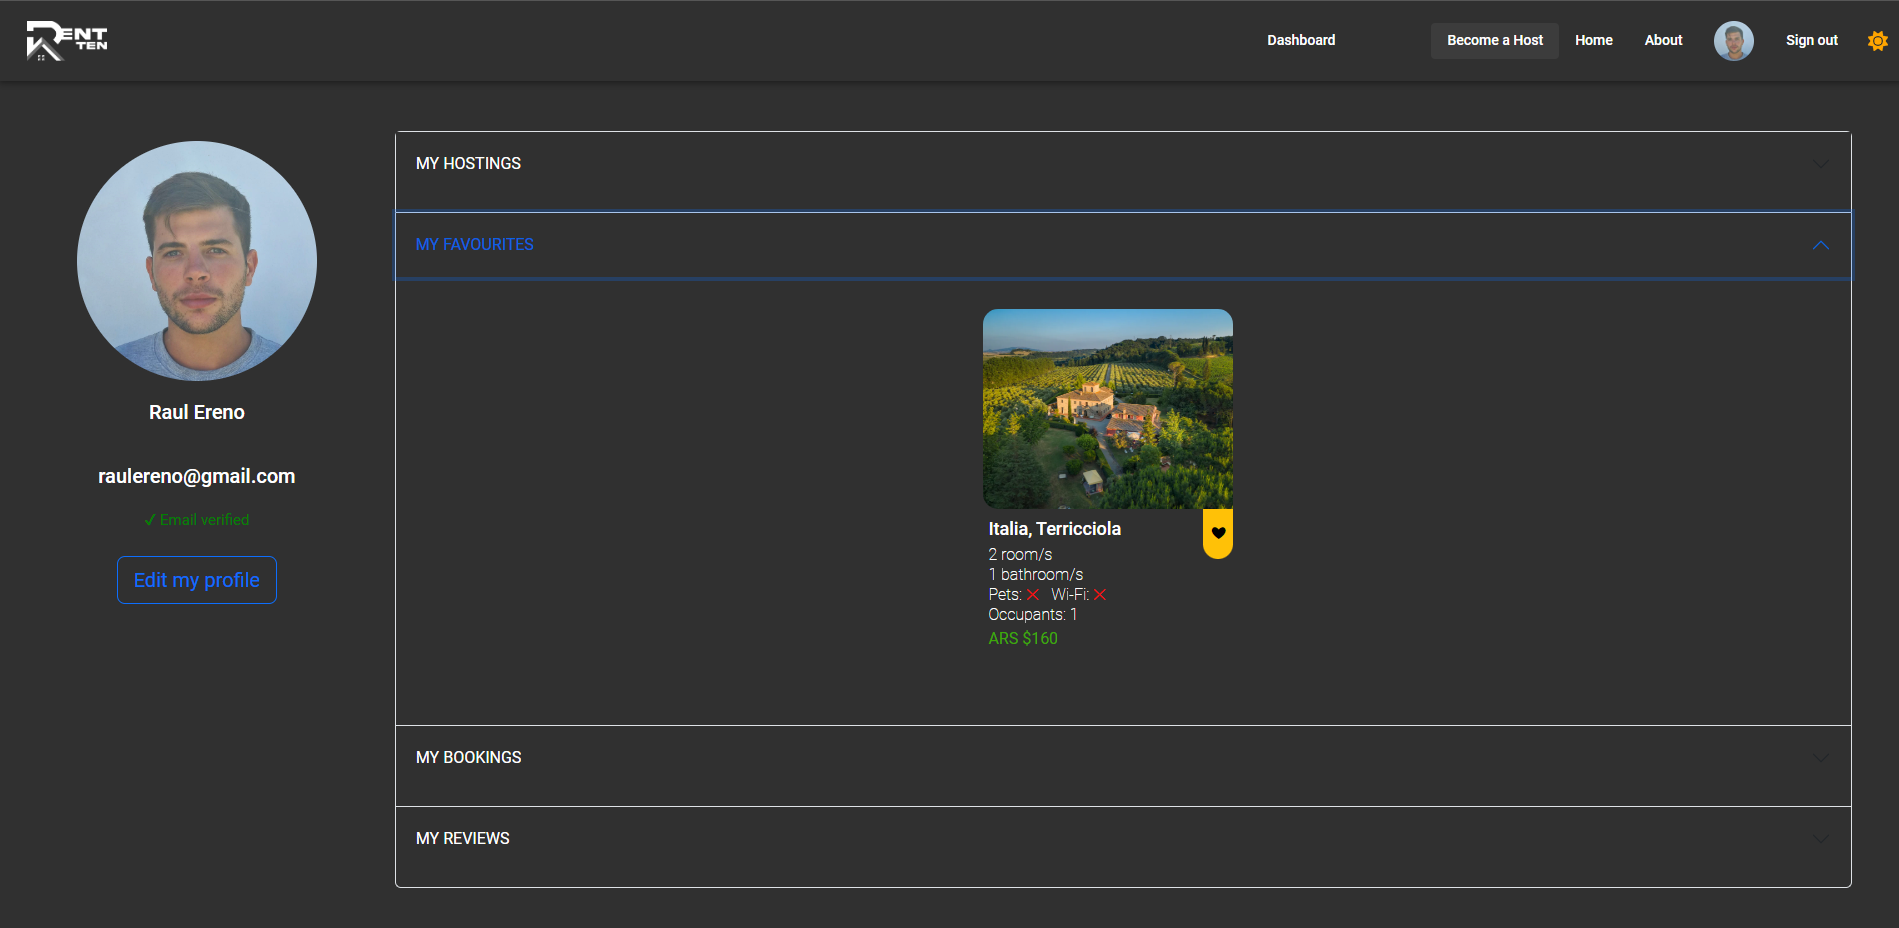 RENT
TEN
Dashboard
Become a Host
Home
About
Sign out
Raul Ereno
raulereno@gmail.com
✓ Email verified
Edit my profile
MY HOSTINGS
MY FAVOURITES
Italia, Terricciola
2 room/s
1 bathroom/s
Pets: ✕ Wi-Fi: ✕
Occupants: 1
ARS $160
MY BOOKINGS
MY REVIEWS